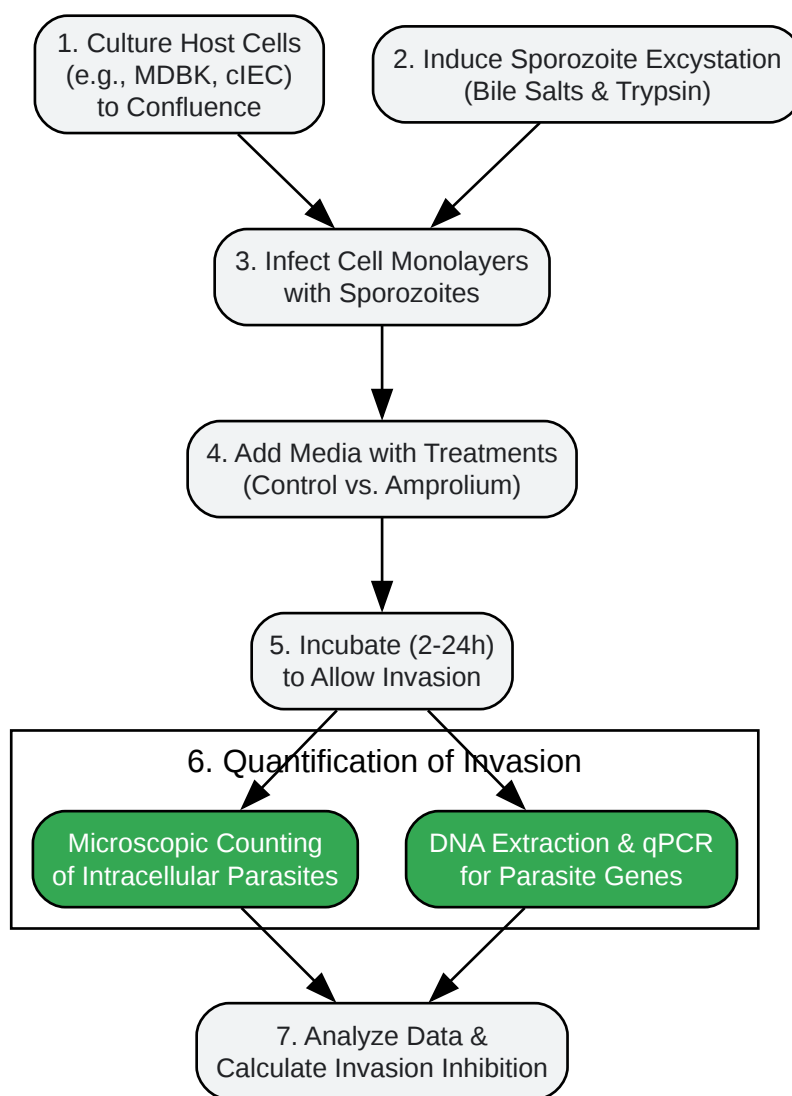 1. Culture Host Cells
(e.g., MDBK, cIEC)
to Confluence
2. Induce Sporozoite Excystation
(Bile Salts & Trypsin)
3. Infect Cell Monolayers
with Sporozoites
4. Add Media with Treatments
(Control vs. Amprolium)
5. Incubate (2-24h)
to Allow Invasion
6. Quantification of Invasion
Microscopic Counting
of Intracellular Parasites
DNA Extraction & qPCR
for Parasite Genes
7. Analyze Data &
Calculate Invasion Inhibition